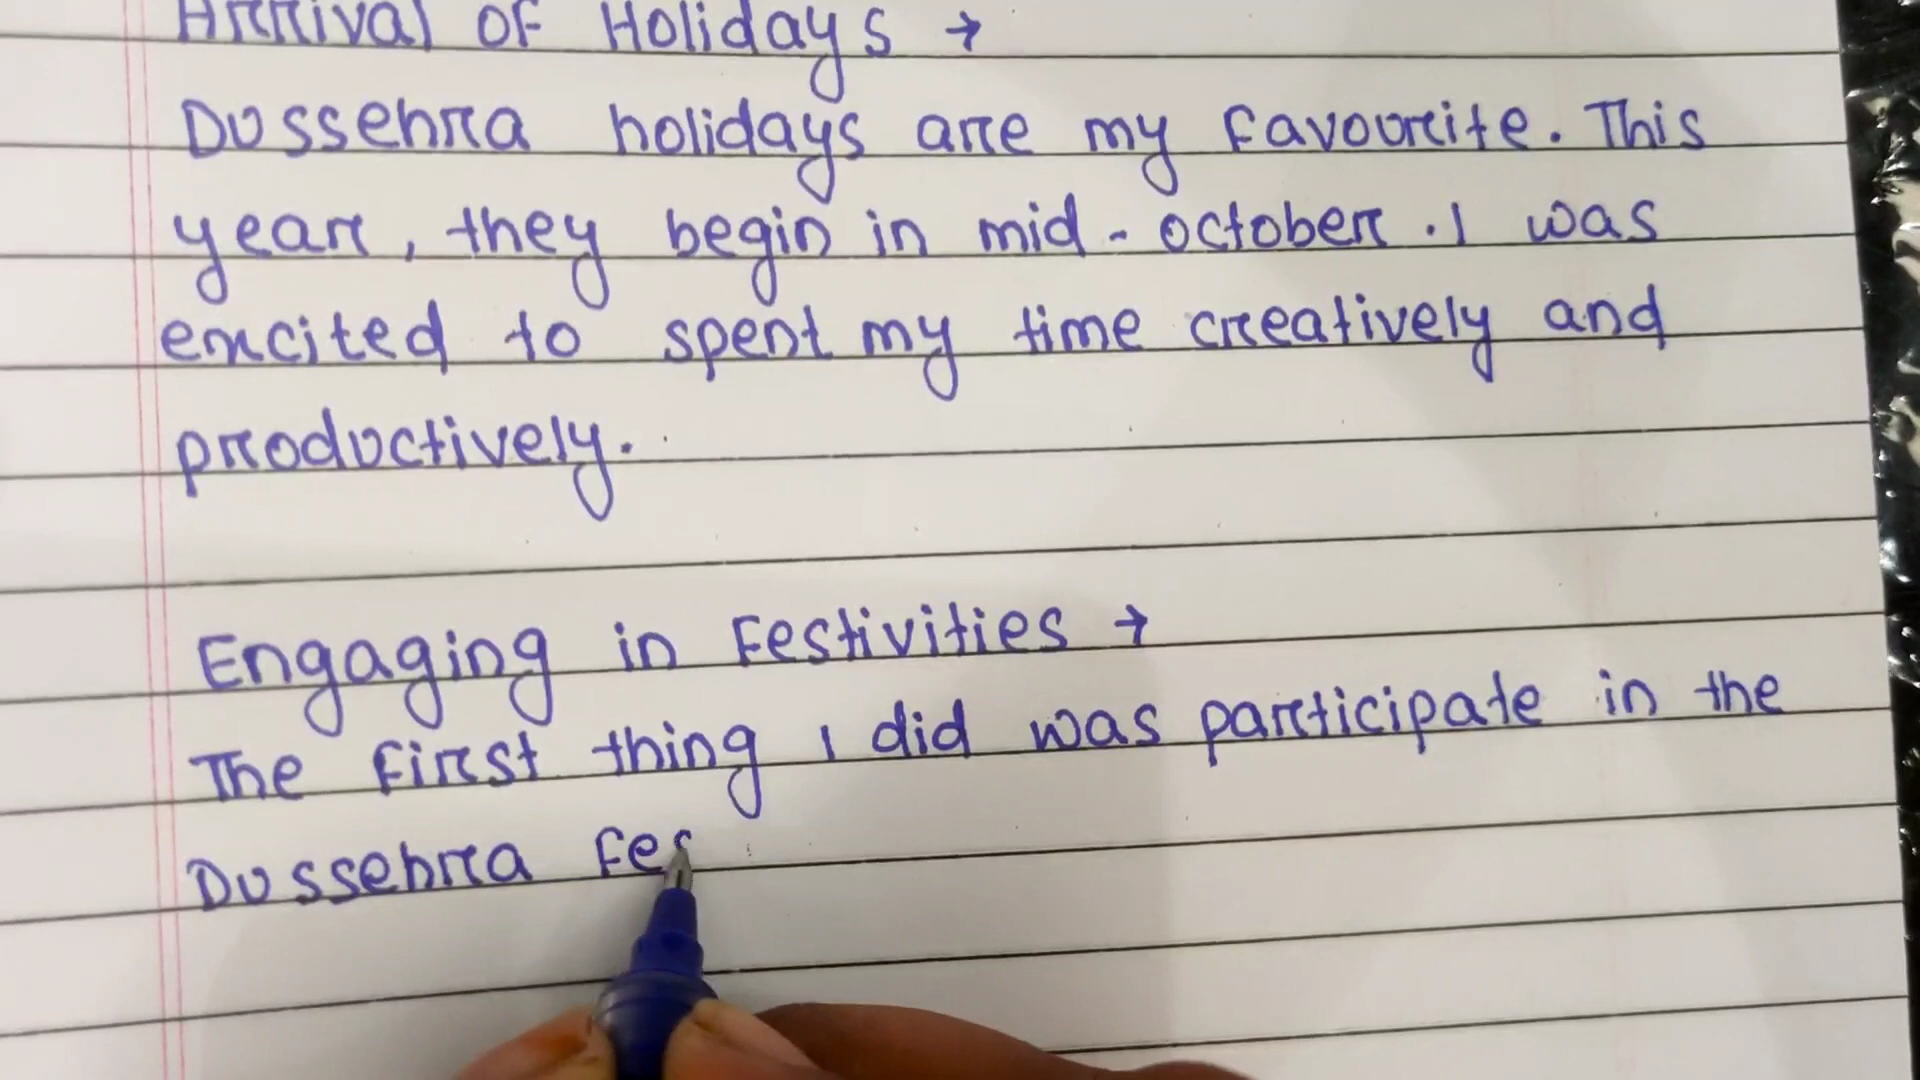 Arrival of Holidays →
Dussehra holidays are my favourite. This
year, they begin in mid-october. I was
excited to spent my time creatively and
productively.
Engaging in Festivities →
The first thing I did was participate in the
Dussehra Fes